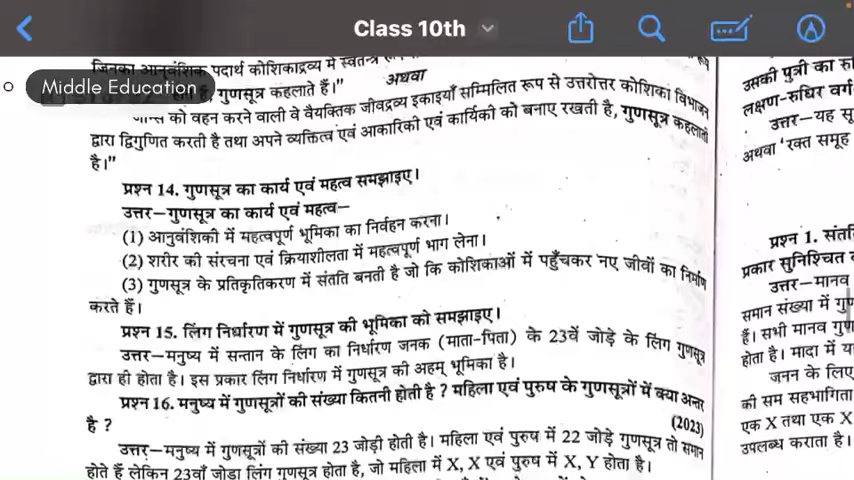 Class 10th
जिनका आनुवंशिक पदार्थ कोशिकाद्रव्य में स्वतन्त्र
Middle Education
होते हैं, गुणसूत्र कहलाते हैं।"
अथवा
जीन्स को वहन करने वाली वे वैयक्तिक जीवद्रव्य इकाइयाँ सम्मिलित रूप से उत्तरोत्तर कोशिका विभाजन
द्वारा द्विगुणित करती है तथा अपने व्यक्तित्व एवं आकारिकी एवं कार्यिकी को बनाए रखती है, गुणसूत्र कहलाती
है।"
प्रश्न 14. गुणसूत्र का कार्य एवं महत्व समझाइए।
उत्तर—गुणसूत्र का कार्य एवं महत्व—
(1) आनुवंशिकी में महत्वपूर्ण भूमिका का निर्वहन करना।
(2) शरीर की संरचना एवं क्रियाशीलता में महत्वपूर्ण भाग लेना।
(3) गुणसूत्र के प्रतिकृतिकरण में संतति बनती है जो कि कोशिकाओं में पहुँचकर नए जीवों का निर्माण
करते हैं।
प्रश्न 15. लिंग निर्धारण में गुणसूत्र की भूमिका को समझाइए।
उत्तर—मनुष्य में सन्तान के लिंग का निर्धारण जनक (माता-पिता) के 23वें जोड़े के लिंग गुणसूत्र
द्वारा ही होता है। इस प्रकार लिंग निर्धारण में गुणसूत्र की अहम् भूमिका है।
प्रश्न 16. मनुष्य में गुणसूत्रों की संख्या कितनी होती है ? महिला एवं पुरुष के गुणसूत्रों में क्या अन्तर
है ?
(2023)
उत्तर—मनुष्य में गुणसूत्रों की संख्या 23 जोड़ी होती है। महिला एवं पुरुष में 22 जोड़े गुणसूत्र तो समान
होते हैं लेकिन 23वाँ जोड़ा लिंग गुणसूत्र होता है, जो महिला में X, X एवं पुरुष में X, Y होता है।
उसकी पुत्री का
लक्षण-रुधिर वर्ग
उत्तर—यह सू
अथवा 'रक्त समूह
प्रश्न 1. संतति
प्रकार सुनिश्चित
उत्तर—मानव
समान संख्या में गुण
हैं। सभी मानव गुण
होता है। मादा में य
जनन के लिए
की सम सहभागिता
एक X तथा एक X
उपलब्ध कराता है।